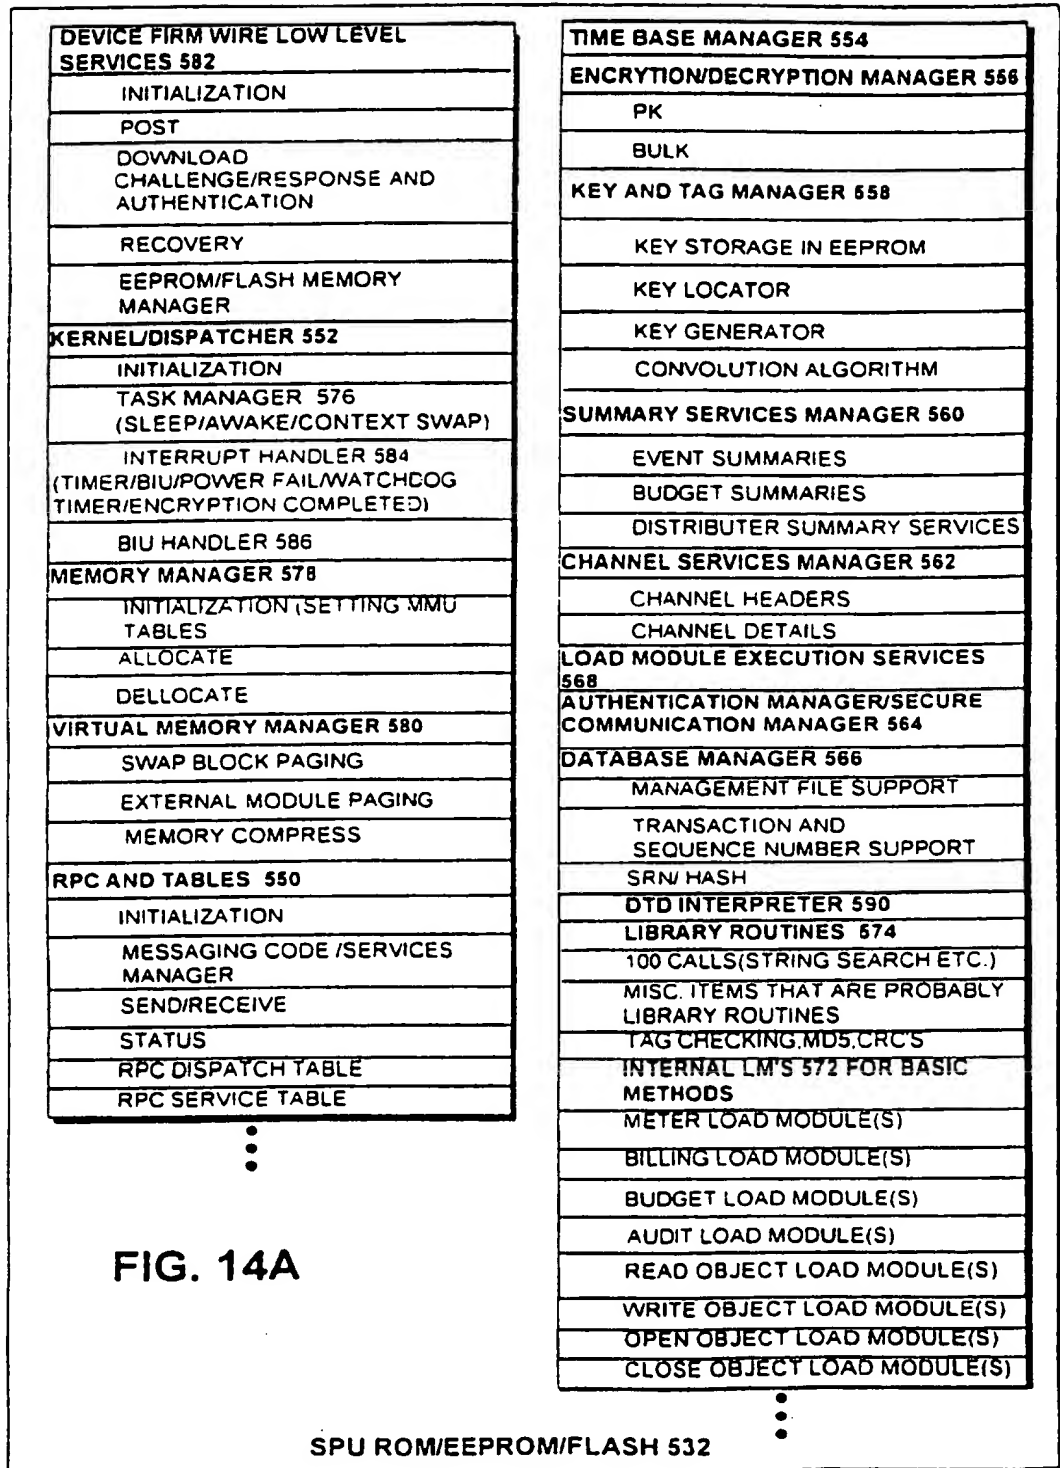 DEVICE FIRM WIRE LOW LEVEL
SERVICES 582
INITIALIZATION
POST
DOWNLOAD
CHALLENGE/RESPONSE AND
AUTHENTICATION
RECOVERY
EEPROM/FLASH MEMORY
MANAGER
KERNEL/DISPATCHER 552
INITIALIZATION
TASK MANAGER 576
(SLEEP/AWAKE/CONTEXT SWAP)
INTERRUPT HANDLER 584
(TIMER/BIU/POWER FAIL/WATCHDOG
TIMER/ENCRYPTION COMPLETED)
BIU HANDLER 586
MEMORY MANAGER 578
INITIALIZATION (SETTING MMU
TABLES
ALLOCATE
DELLOCATE
VIRTUAL MEMORY MANAGER 580
SWAP BLOCK PAGING
EXTERNAL MODULE PAGING
MEMORY COMPRESS
RPC AND TABLES 550
INITIALIZATION
MESSAGING CODE /SERVICES
MANAGER
SEND/RECEIVE
STATUS
RPC DISPATCH TABLE
RPC SERVICE TABLE
FIG. 14A
TIME BASE MANAGER 554
ENCRYTION/DECRYPTION MANAGER 556
PK
BULK
KEY AND TAG MANAGER 558
KEY STORAGE IN EEPROM
KEY LOCATOR
KEY GENERATOR
CONVOLUTION ALGORITHM
SUMMARY SERVICES MANAGER 560
EVENT SUMMARIES
BUDGET SUMMARIES
DISTRIBUTER SUMMARY SERVICES
CHANNEL SERVICES MANAGER 562
CHANNEL HEADERS
CHANNEL DETAILS
LOAD MODULE EXECUTION SERVICES
568
AUTHENTICATION MANAGER/SECURE
COMMUNICATION MANAGER 564
DATABASE MANAGER 566
MANAGEMENT FILE SUPPORT
TRANSACTION AND
SEQUENCE NUMBER SUPPORT
SRN/ HASH
DTD INTERPRETER 590
LIBRARY ROUTINES 574
100 CALLS(STRING SEARCH ETC.)
MISC. ITEMS THAT ARE PROBABLY
LIBRARY ROUTINES
TAG CHECKING,MD5,CRC'S
INTERNAL LM'S 572 FOR BASIC
METHODS
METER LOAD MODULE(S)
BILLING LOAD MODULE(S)
BUDGET LOAD MODULE(S)
AUDIT LOAD MODULE(S)
READ OBJECT LOAD MODULE(S)
WRITE OBJECT LOAD MODULE(S)
OPEN OBJECT LOAD MODULE(S)
CLOSE OBJECT LOAD MODULE(S)
SPU ROM/EEPROM/FLASH 532